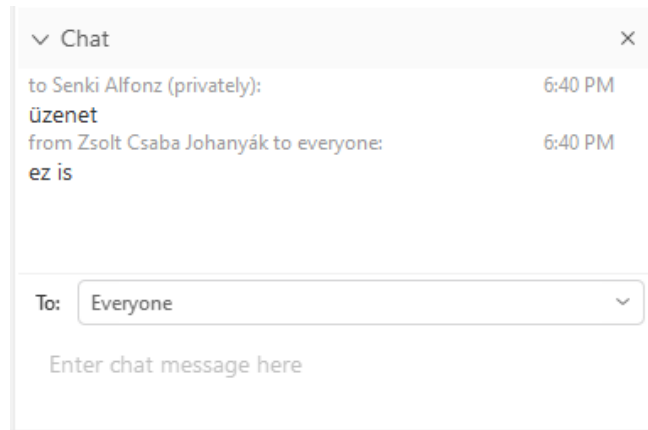 Chat
to Senki Alfonz (privately): 6:40 PM
üzenet
from Zsolt Csaba Johanyák to everyone: 6:40 PM
ez is
To: Everyone
Enter chat message here